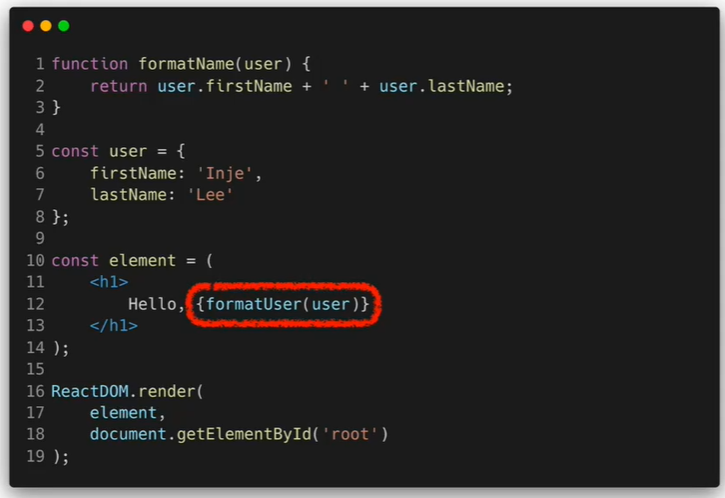 1 function formatName(user) {
2     return user.firstName + ' ' + user.lastName;
3 }
4
5 const user = {
6     firstName: 'Inje',
7     lastName: 'Lee'
8 };
9
10 const element = (
11     <h1>
12         Hello, {formatUser(user)}
13     </h1>
14 );
15
16 ReactDOM.render(
17     element,
18     document.getElementById('root')
19 );